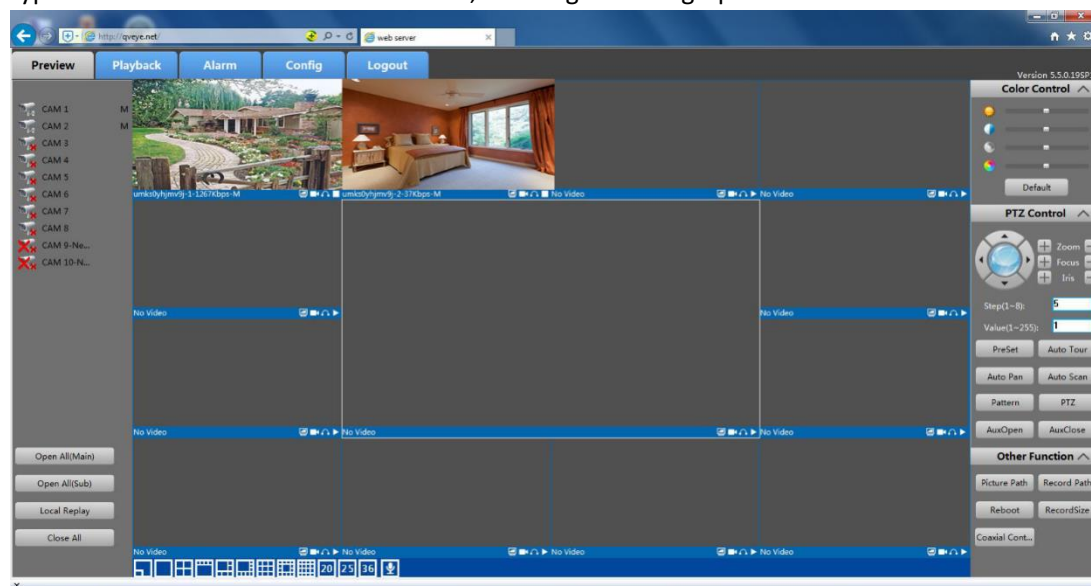 http://qveye.net/
web server
Preview Playback Alarm Config Logout
Version 5.5.0.19SP
CAM 1 M
CAM 2 M
CAM 3
CAM 4
CAM 5
CAM 6
CAM 7
CAM 8
CAM 9-Ne...
CAM 10-N...
Open All(Main)
Open All(Sub)
Local Replay
Close All
umks0yhjmv9j-1-1267Kbps-M
umks0yhjmv9j-2-37Kbps-M
No Video
No Video
No Video
No Video
No Video
No Video
No Video
No Video
No Video
No Video
No Video
20 25 36
Color Control
Default
PTZ Control
Zoom
Focus
Iris
Step(1~8): 5
Value(1~255): 1
PreSet Auto Tour
Auto Pan Auto Scan
Pattern PTZ
AuxOpen AuxClose
Other Function
Picture Path Record Path
Reboot RecordSize
Coaxial Cont...